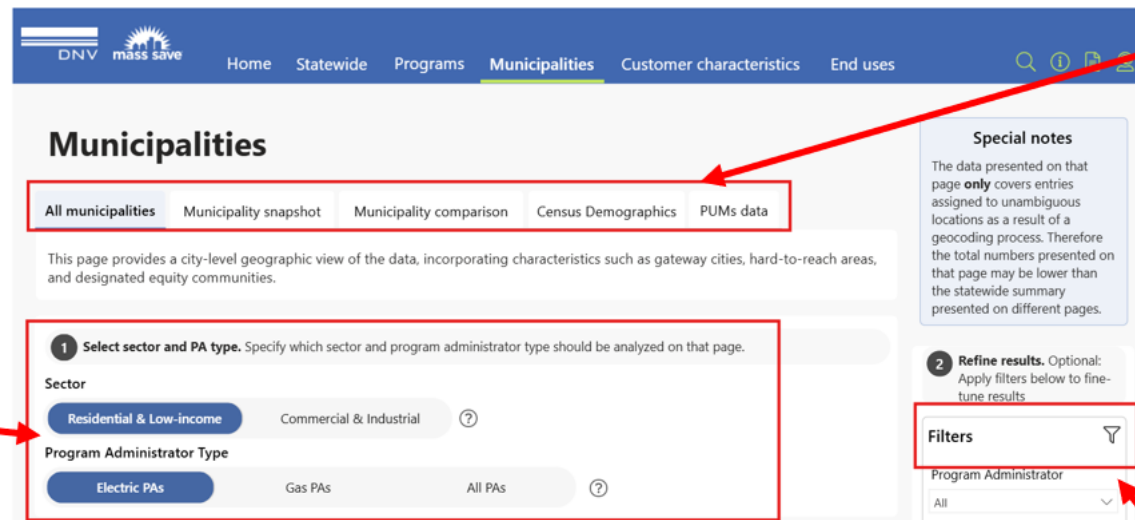 DNV
mass save
Home Statewide Programs Municipalities Customer characteristics End uses
Municipalities
All municipalities Municipality snapshot Municipality comparison Census Demographics PUMs data
This page provides a city-level geographic view of the data, incorporating characteristics such as gateway cities, hard-to-reach areas,
and designated equity communities.
1 Select sector and PA type. Specify which sector and program administrator type should be analyzed on that page.
Sector
Residential & Low-income Commercial & Industrial ?
Program Administrator Type
Electric PAs Gas PAs All PAs ?
Special notes
The data presented on that
page only covers entries
assigned to unambiguous
locations as a result of a
geocoding process. Therefore
the total numbers presented on
that page may be lower than
the statewide summary
presented on different pages.
2 Refine results. Optional:
Apply filters below to fine-
tune results
Filters
Program Administrator
All